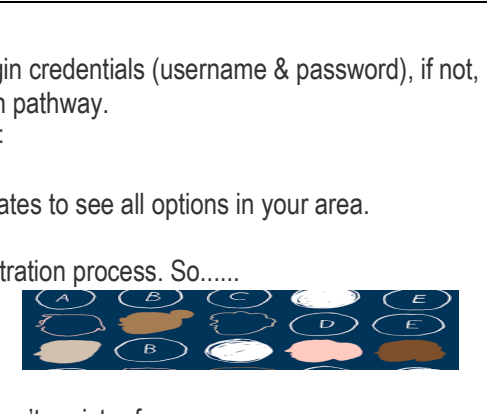 gin credentials (username & password), if not,
n pathway.
:
ates to see all options in your area.
tration process. So......
A B C E
D E
B